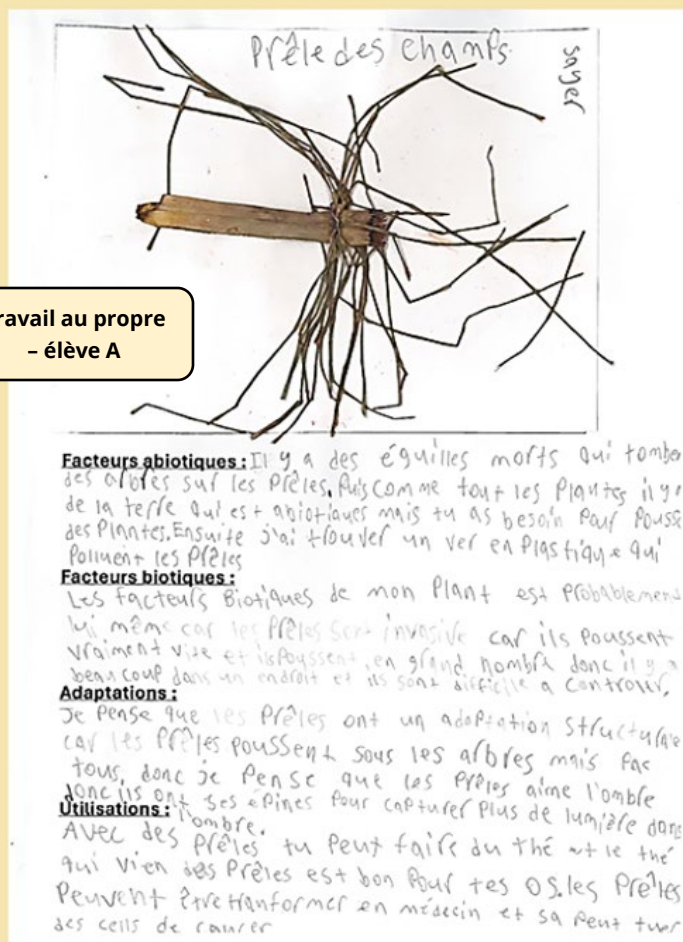 Prêle des champs
sayer
ravail au propre
– élève A
Facteurs abiotiques : Il y a des éguilles morts qui tomber
des arbres sur les Prêles. Puis comme tout les Plantes il y a
de la terre qui est abiotiques mais tu as besoin Pour Pousse
des Plantes. Ensuite j'ai trouver un ver en Plastique qui
Polluent les Prêles
Facteurs biotiques :
Les facteurs Biotiques de mon Plant est Probablement
lui même car les Prêles sont invasive car ils Poussent
vraiment vite et ils Poussent en grand nombre donc il y a
beaucoup dans un endroit et ils sont difficile a controler.
Adaptations :
Je Pense que les Prêles ont un adaptation structurale
car les Prêles Poussent sous les arbres mais Pas
tous, donc je Pense que les Prêles aime l'ombre
donc ils ont ses épines Pour capturer Plus de lumière dans
l'ombre.
Utilisations :
Avec des Prêles tu Peut faire du thé et le thé
qui vien des Prêles est bon Pour tes os. les Prêles
Peuvent être tranformer en médecin et sa Peut tuer
des cells de cancer